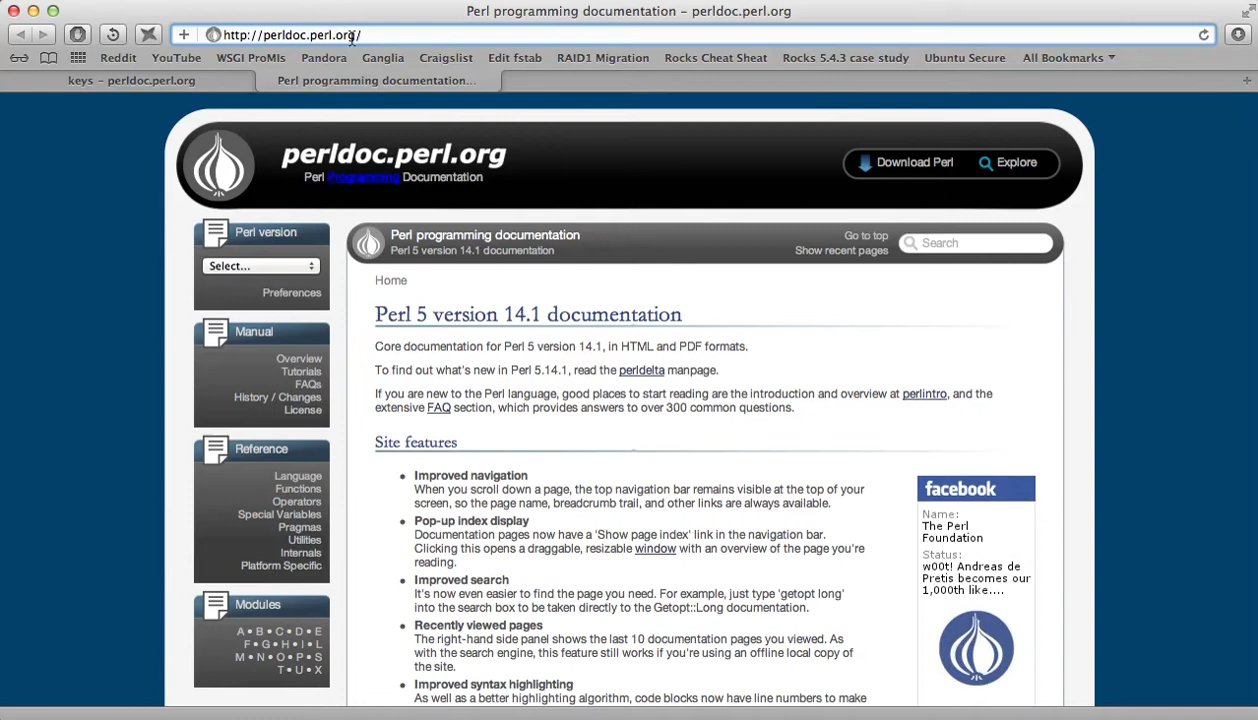 Perl programming documentation – perldoc.perl.org
http://perldoc.perl.org/
Reddit YouTube WSGI ProMIs Pandora Ganglia Craigslist Edit fstab RAID1 Migration Rocks Cheat Sheat Rocks 5.4.3 case study Ubuntu Secure All Bookmarks
keys – perldoc.perl.org
Perl programming documentation...
perldoc.perl.org
Perl Programming Documentation
Download Perl
Explore
Perl version
Select...
Preferences
Manual
Overview
Tutorials
FAQs
History / Changes
License
Reference
Language
Functions
Operators
Special Variables
Pragmas
Utilities
Internals
Platform Specific
Modules
A • B • C • D • E
F • G • H • I • L
M • N • O • P • S
T • U • X
Perl programming documentation
Perl 5 version 14.1 documentation
Go to top
Show recent pages
Search
Home
Perl 5 version 14.1 documentation
Core documentation for Perl 5 version 14.1, in HTML and PDF formats.
To find out what's new in Perl 5.14.1, read the perldelta manpage.
If you are new to the Perl language, good places to start reading are the introduction and overview at perlintro, and the
extensive FAQ section, which provides answers to over 300 common questions.
Site features
• Improved navigation
When you scroll down a page, the top navigation bar remains visible at the top of your
screen, so the page name, breadcrumb trail, and other links are always available.
• Pop-up index display
Documentation pages now have a 'Show page index' link in the navigation bar.
Clicking this opens a draggable, resizable window with an overview of the page you're
reading.
• Improved search
It's now even easier to find the page you need. For example, just type 'getopt long'
into the search box to be taken directly to the Getopt::Long documentation.
• Recently viewed pages
The right-hand side panel shows the last 10 documentation pages you viewed. As
with the search engine, this feature still works if you're using an offline local copy of
the site.
• Improved syntax highlighting
As well as a better highlighting algorithm, code blocks now have line numbers to make
facebook
Name:
The Perl
Foundation
Status:
w00t! Andreas de
Pretis becomes our
1,000th like....